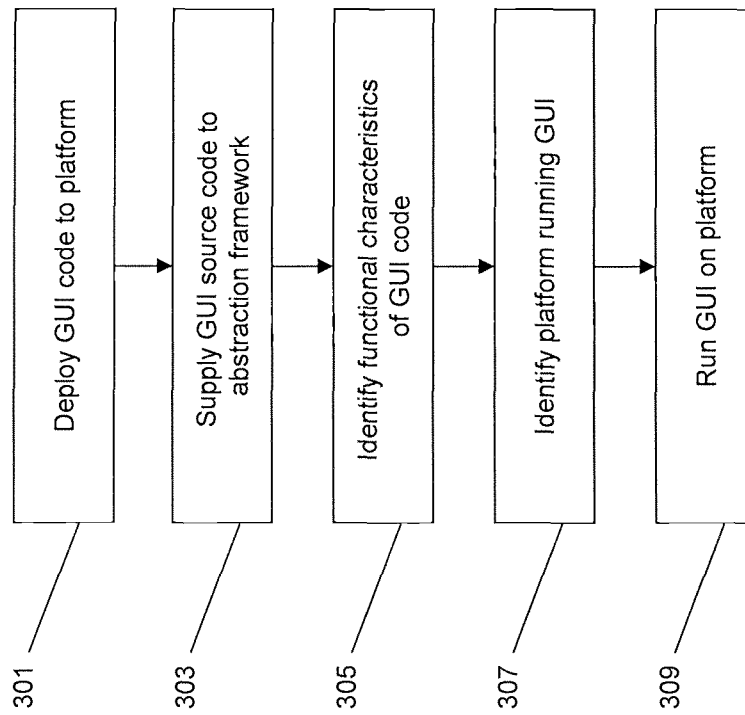 301
Deploy GUI code to platform
303
Supply GUI source code to
abstraction framework
305
Identify functional characteristics
of GUI code
307
Identify platform running GUI
309
Run GUI on platform